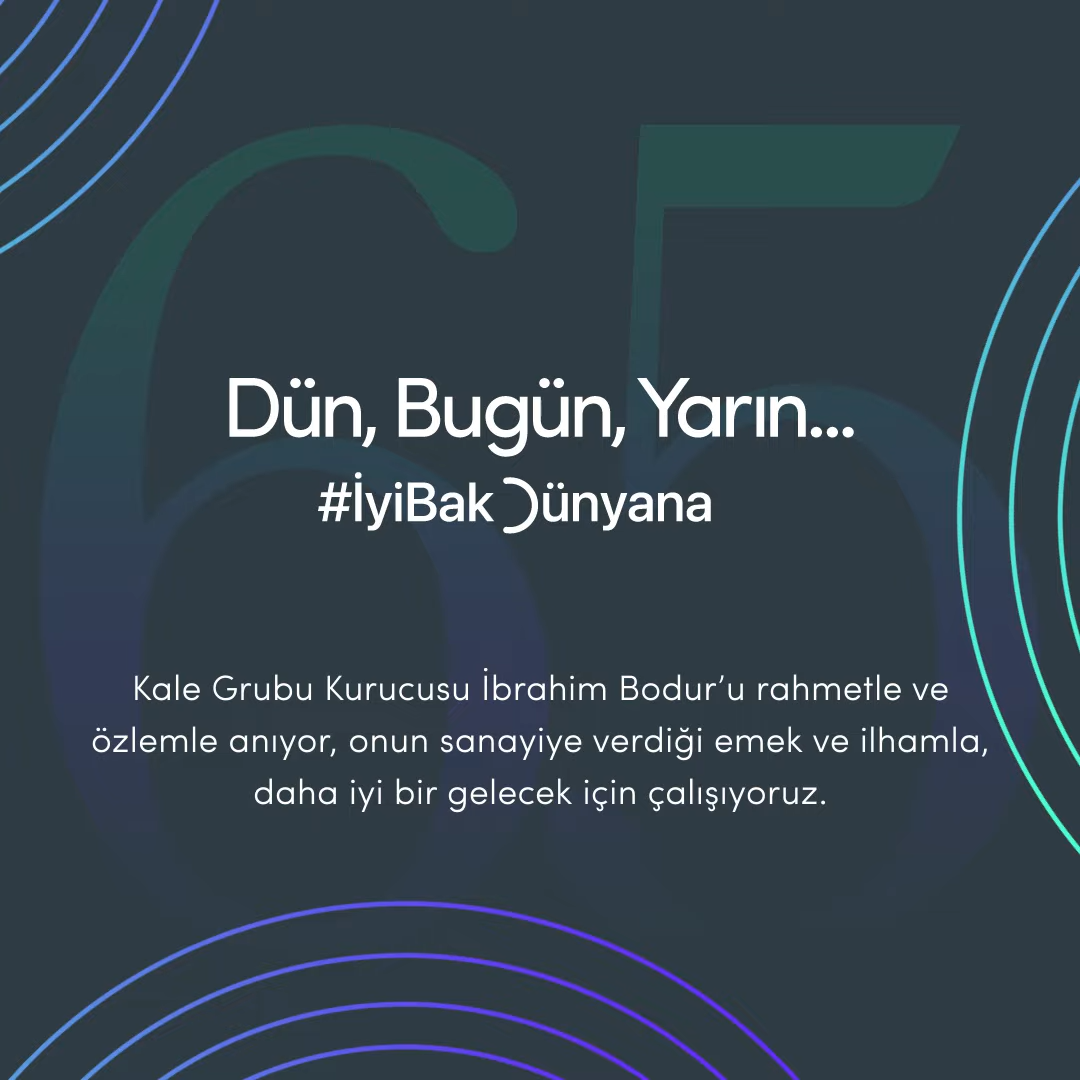 65
Dün, Bugün, Yarın...
#İyiBakDünyana
Kale Grubu Kurucusu İbrahim Bodur’u rahmetle ve
özlemle anıyor, onun sanayiye verdiği emek ve ilhamla,
daha iyi bir gelecek için çalışıyoruz.